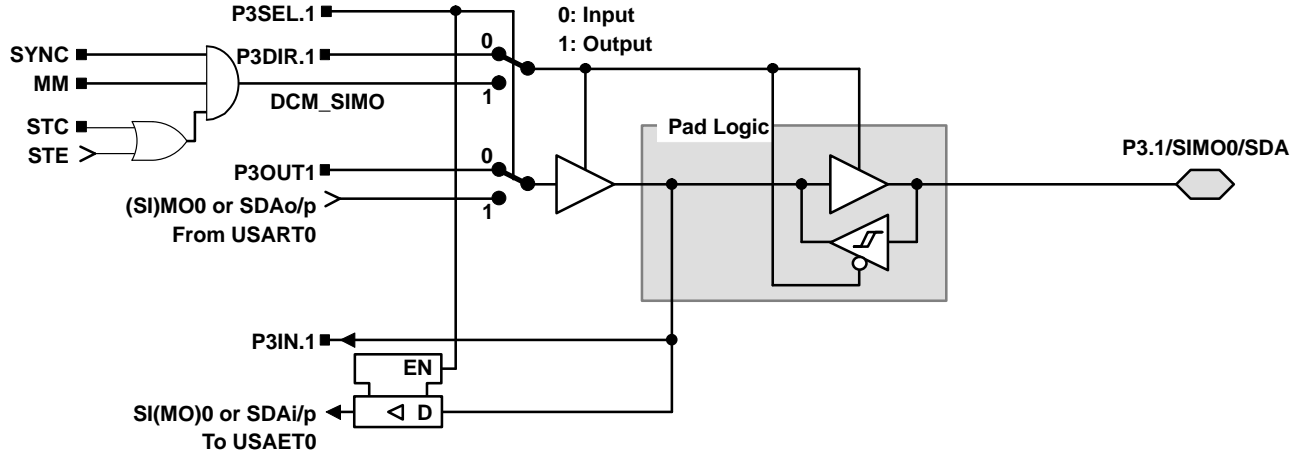 P3SEL.1
0: Input
1: Output
SYNC
P3DIR.1
0
MM
1
DCM_SIMO
STC
STE
Pad Logic
P3.1/SIMO0/SDA
P3OUT1
0
(SI)MO0 or SDAo/p
1
From USART0
P3IN.1
EN
SI(MO)0 or SDAi/p
D
To USAET0